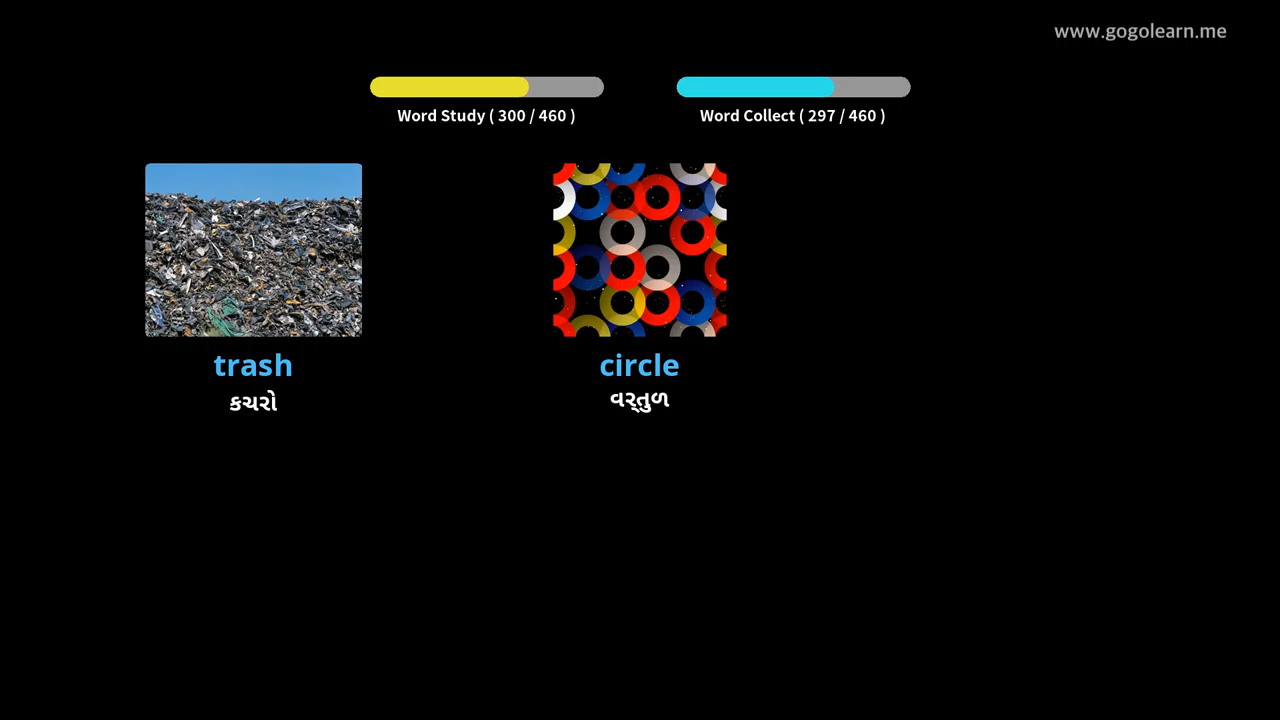 www.gogolearn.me
Word Study ( 300 / 460 )
Word Collect ( 297 / 460 )
trash
કચરો
circle
વર્તુળ